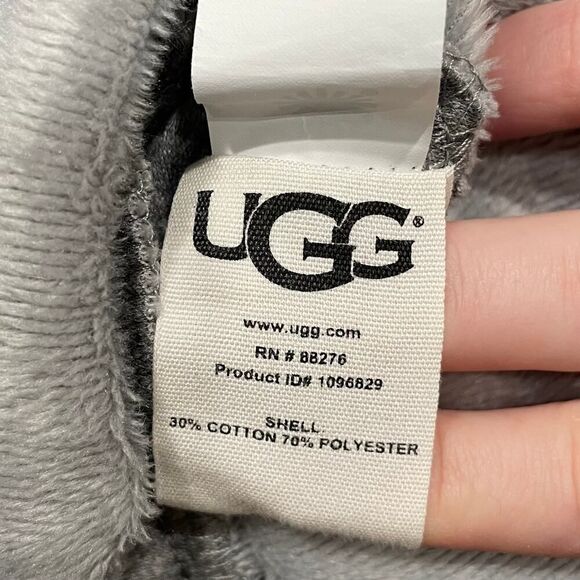 UGG®
www.ugg.com
RN # 88276
Product ID# 1096829
SHELL:
30% COTTON 70% POLYESTER